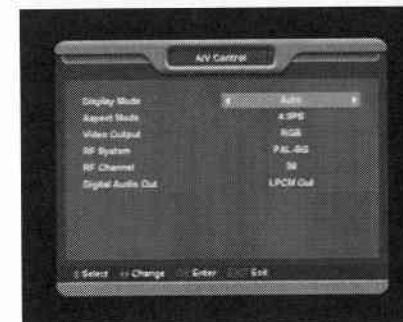 A/V Control
Display Mode Auto
Aspect Mode 4:3PS
Video Output RGB
RF System PAL-BG
RF Channel 38
Digital Audio Out LPCM Out
Select Change Enter Exit